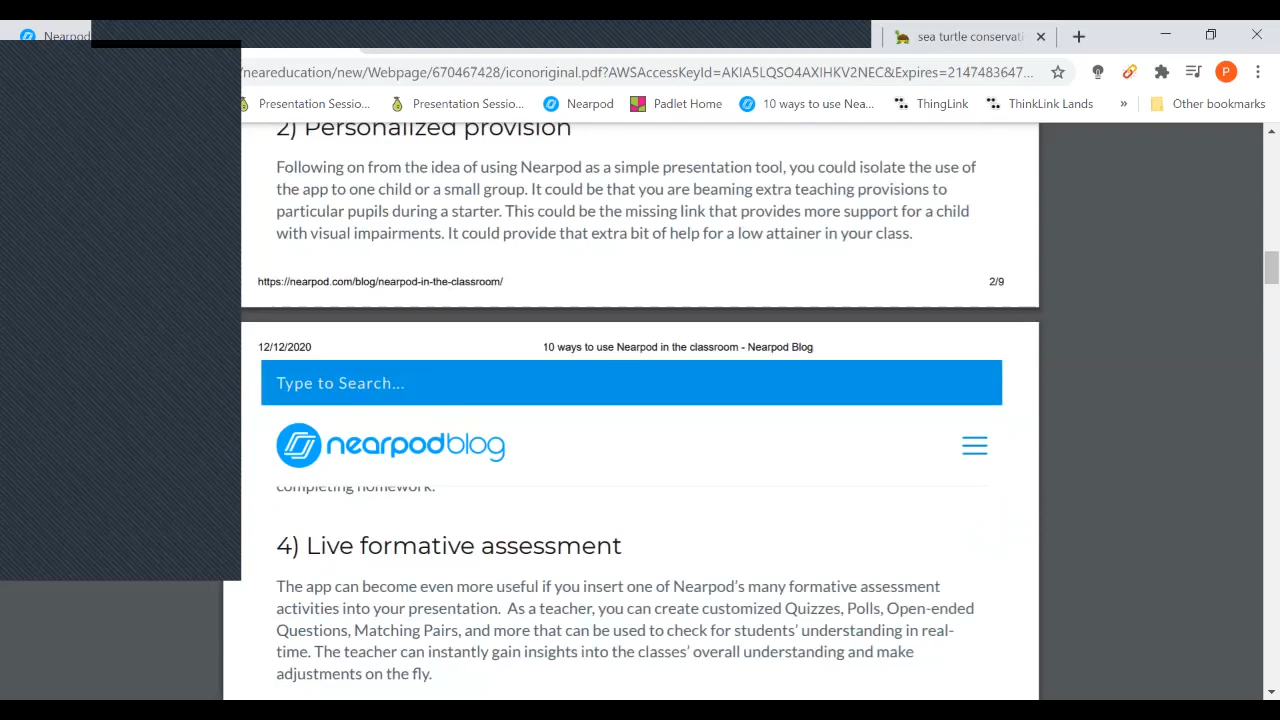 Nearpod
sea turtle conservati
/neareducation/new/Webpage/670467428/iconoriginal.pdf?AWSAccessKeyId=AKIA5LQSO4AXIHKV2NEC&Expires=2147483647...
P
Presentation Sessio...
Presentation Sessio...
Nearpod
Padlet Home
10 ways to use Nea...
ThingLink
ThinkLink Lands
»
Other bookmarks
2) Personalized provision
Following on from the idea of using Nearpod as a simple presentation tool, you could isolate the use of
the app to one child or a small group. It could be that you are beaming extra teaching provisions to
particular pupils during a starter. This could be the missing link that provides more support for a child
with visual impairments. It could provide that extra bit of help for a low attainer in your class.
https://nearpod.com/blog/nearpod-in-the-classroom/
2/9
12/12/2020
10 ways to use Nearpod in the classroom - Nearpod Blog
Type to Search...
nearpodblog
completing homework.
4) Live formative assessment
The app can become even more useful if you insert one of Nearpod's many formative assessment
activities into your presentation. As a teacher, you can create customized Quizzes, Polls, Open-ended
Questions, Matching Pairs, and more that can be used to check for students' understanding in real-
time. The teacher can instantly gain insights into the classes' overall understanding and make
adjustments on the fly.